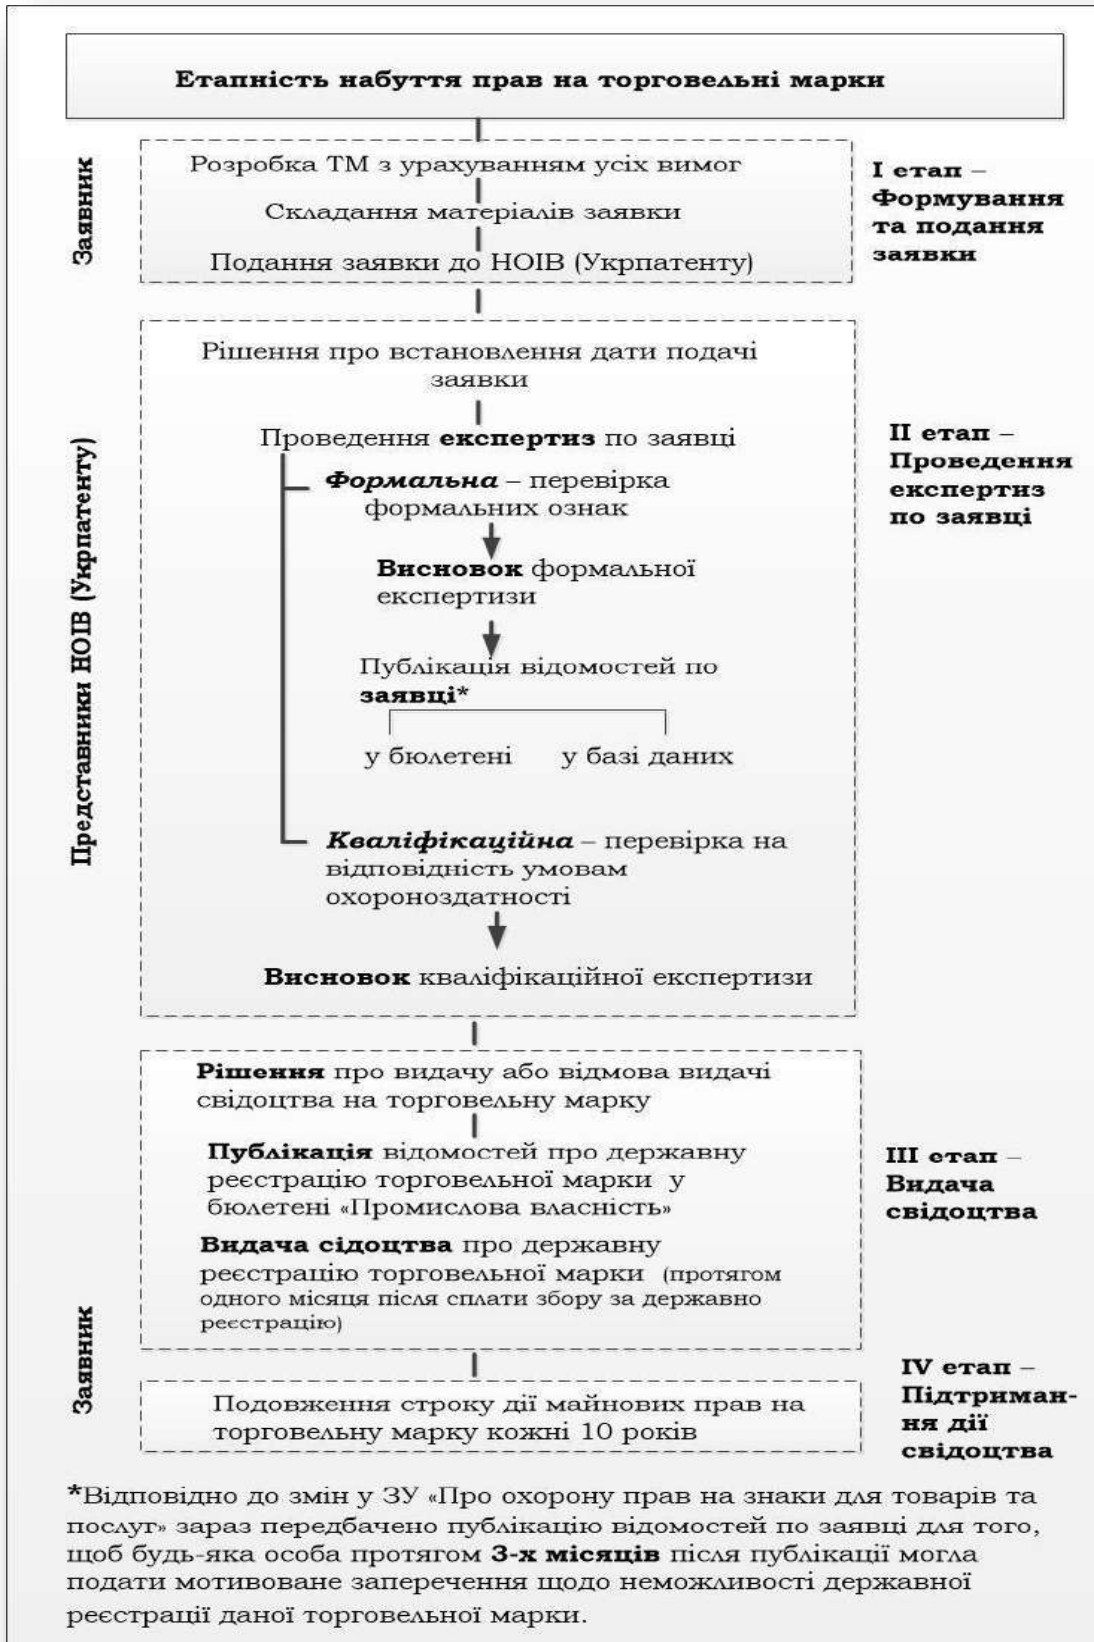 Етапність набуття прав на торговельні марки
Заявник
Розробка ТМ з урахуванням усіх вимог
Складання матеріалів заявки
Подання заявки до НОІВ (Укрпатенту)
І етап –
Формування
та подання
заявки
Представники НОІВ (Укрпатенту)
Рішення про встановлення дати подачі
заявки
Проведення експертиз по заявці
Формальна – перевірка
формальних ознак
Висновок формальної
експертизи
Публікація відомостей по
заявці*
у бюлетені у базі даних
Кваліфікаційна – перевірка на
відповідність умовам
охороноздатності
Висновок кваліфікаційної експертизи
ІІ етап –
Проведення
експертиз
по заявці
Рішення про видачу або відмова видачі
свідоцтва на торговельну марку
Публікація відомостей про державну
реєстрацію торговельної марки у
бюлетені «Промислова власність»
Видача сідоцтва про державну
реєстрацію торговельної марки (протягом
одного місяця після сплати збору за державно
реєстрацію)
ІІІ етап –
Видача
свідоцтва
Заявник
Подовження строку дії майнових прав на
торговельну марку кожні 10 років
IV етап –
Підтриман-
ня дії
свідоцтва
*Відповідно до змін у ЗУ «Про охорону прав на знаки для товарів та
послуг» зараз передбачено публікацію відомостей по заявці для того,
щоб будь-яка особа протягом 3-х місяців після публікації могла
подати мотивоване заперечення щодо неможливості державної
реєстрації даної торговельної марки.